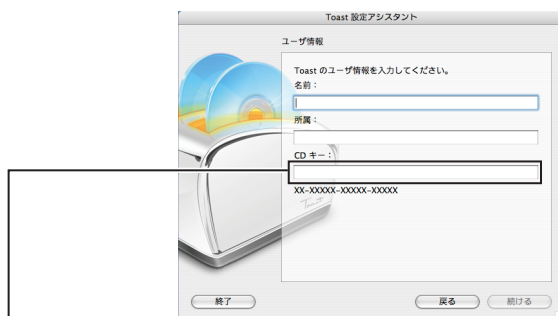 Toast 設定アシスタント
ユーザ情報
Toast のユーザ情報を入力してください。
名前：
所属：
CD キー：
XX-XXXXX-XXXXX-XXXXX
Toast
終了
戻る
続ける